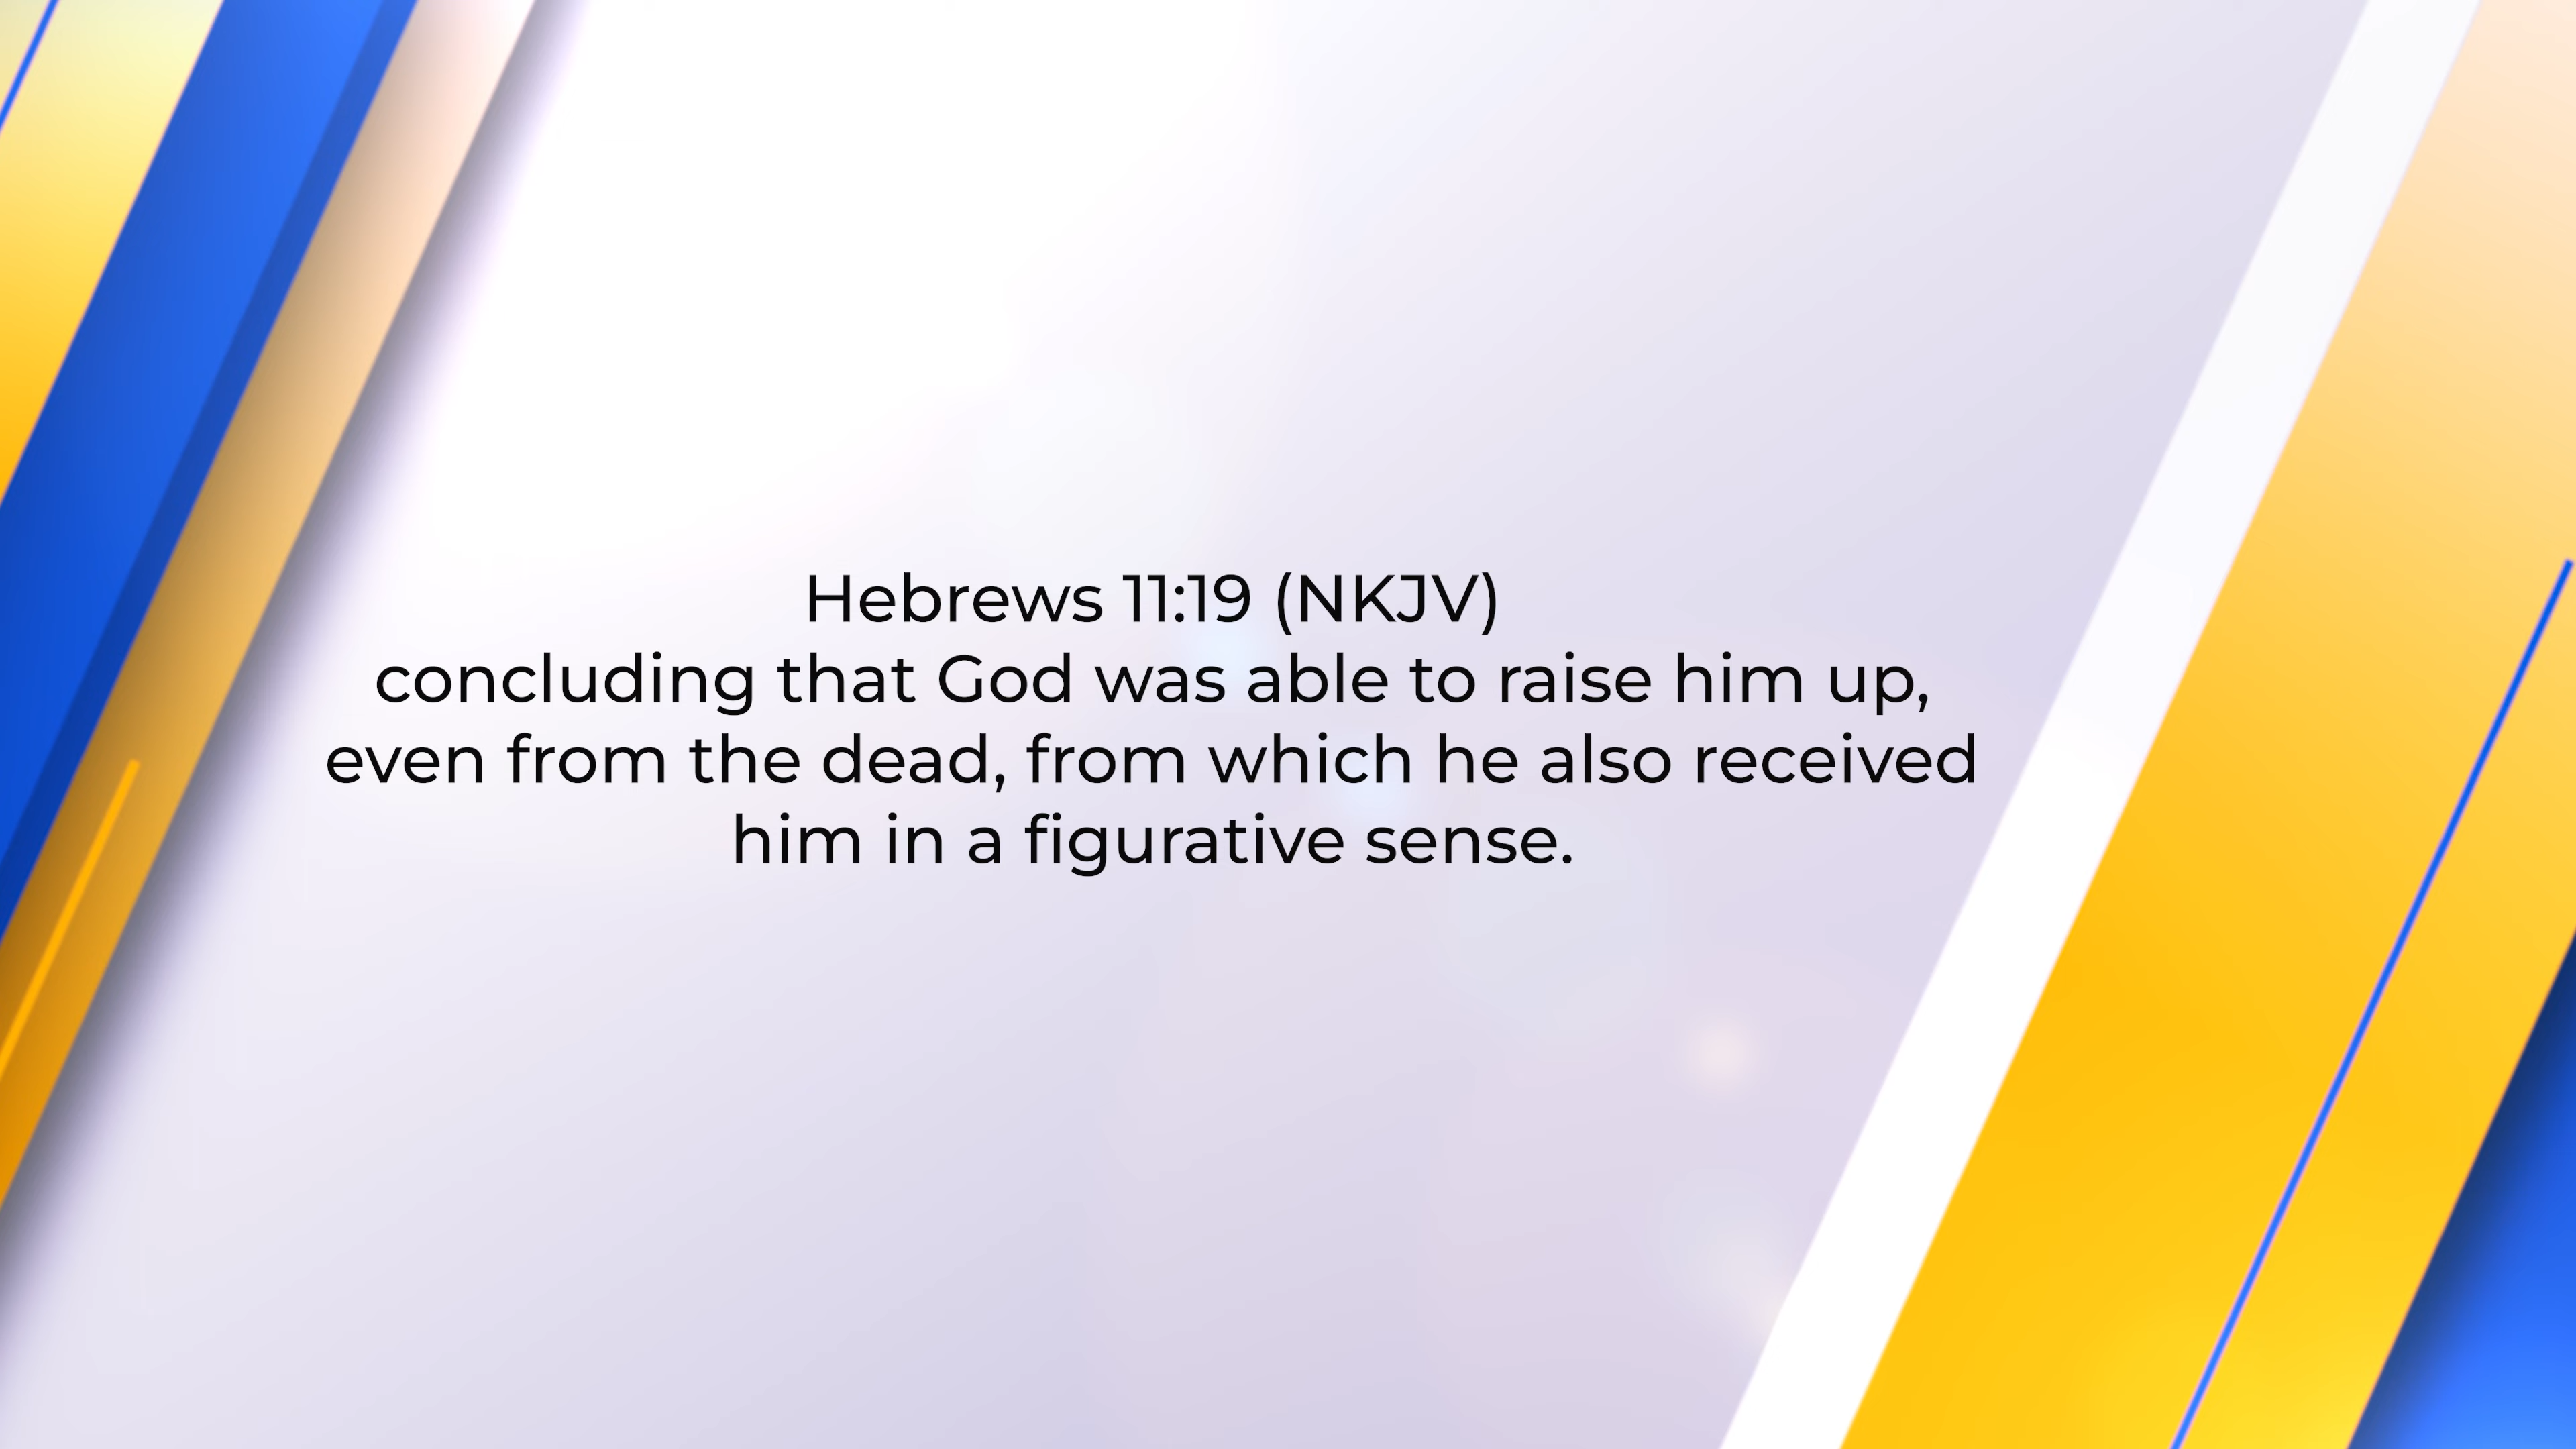 Hebrews 11:19 (NKJV)
concluding that God was able to raise him up,
even from the dead, from which he also received
him in a figurative sense.